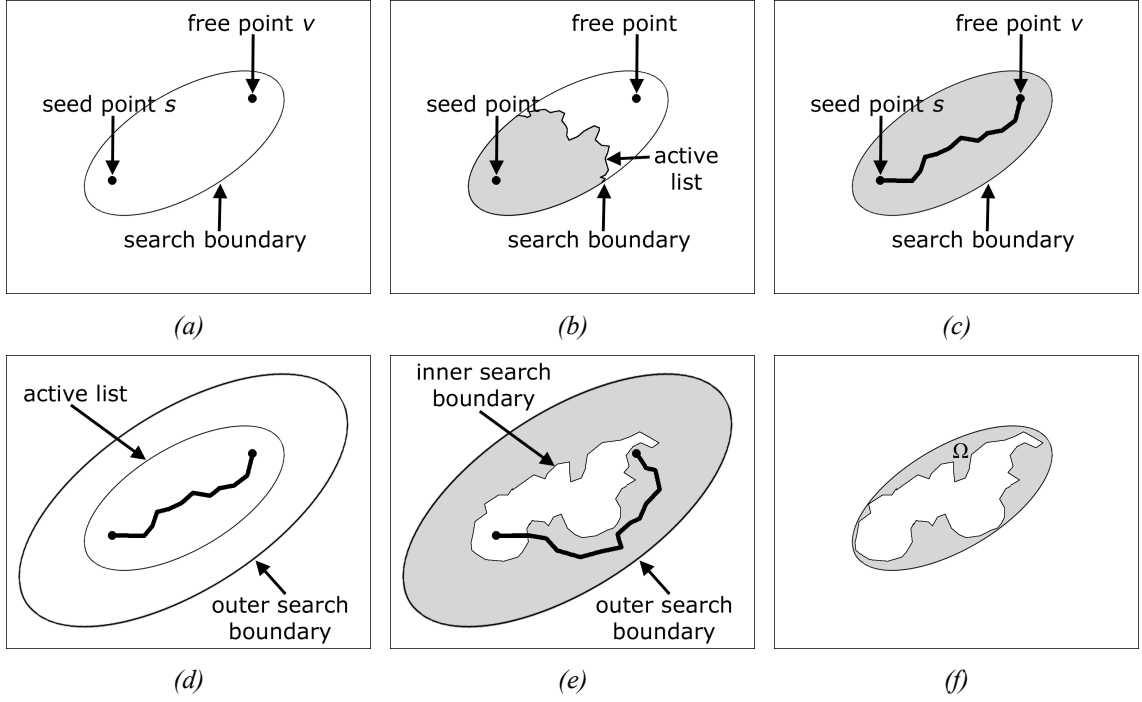 free point v
seed point s
search boundary
(a)
free point
seed point
active
list
search boundary
(b)
free point v
seed point s
search boundary
(c)
active list
outer search
boundary
(d)
inner search
boundary
outer search
boundary
(e)
Ω
(f)